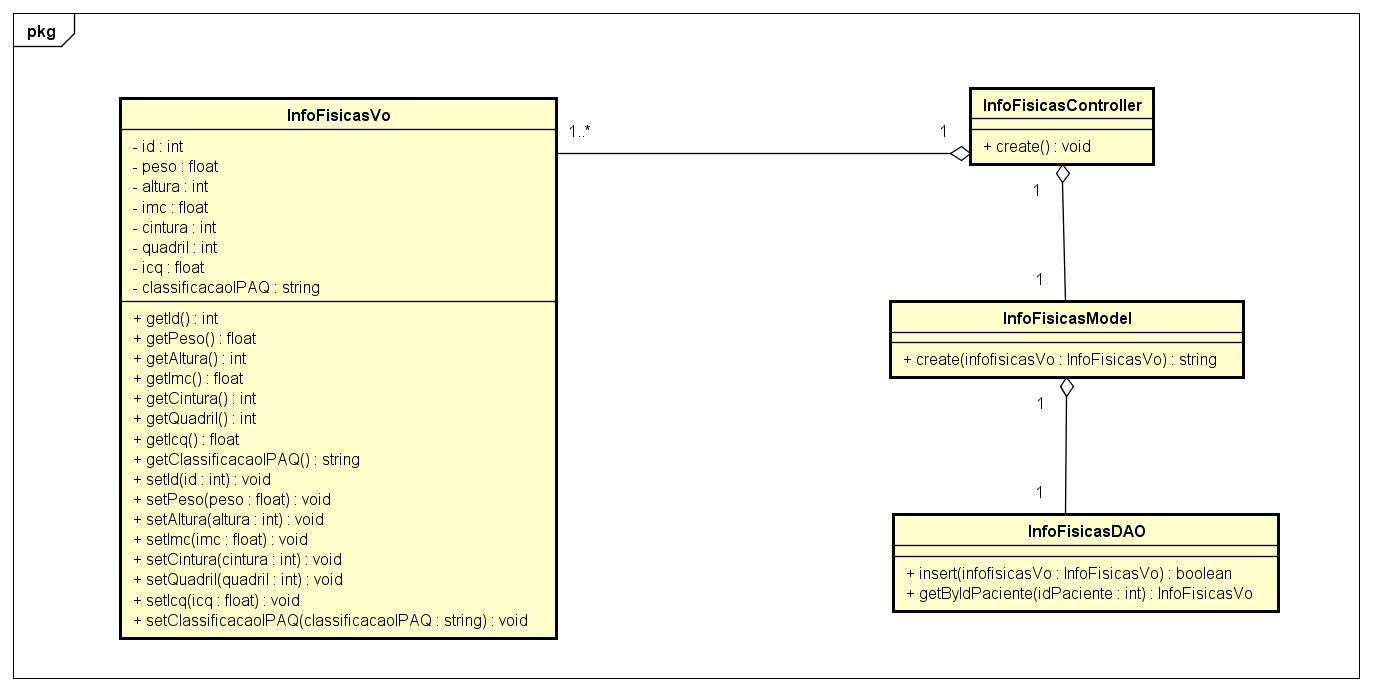 pkg
InfoFisicasVo
- id : int
- peso : float
- altura : int
- imc : float
- cintura : int
- quadril : int
- icq : float
- classificacaoIPAQ : string
+ getId() : int
+ getPeso() : float
+ getAltura() : int
+ getImc() : float
+ getCintura() : int
+ getQuadril() : int
+ getIcq() : float
+ getClassificacaoIPAQ() : string
+ setId(id : int) : void
+ setPeso(peso : float) : void
+ setAltura(altura : int) : void
+ setImc(imc : float) : void
+ setCintura(cintura : int) : void
+ setQuadril(quadril : int) : void
+ setIcq(icq : float) : void
+ setClassificacaoIPAQ(classificacaoIPAQ : string) : void
1..*
1
InfoFisicasController
+ create() : void
1
1
InfoFisicasModel
+ create(infofisicasVo : InfoFisicasVo) : string
1
1
InfoFisicasDAO
+ insert(infofisicasVo : InfoFisicasVo) : boolean
+ getByIdPaciente(idPaciente : int) : InfoFisicasVo